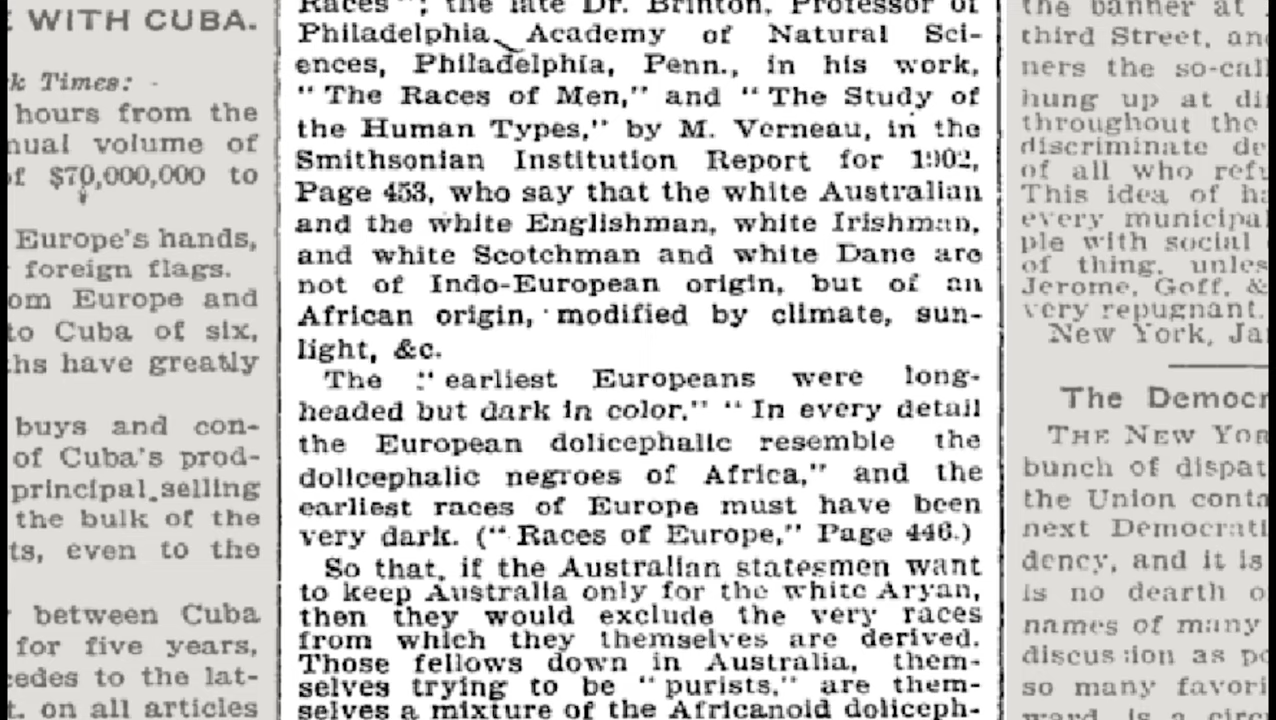 WITH CUBA.
k Times:
hours from the
nual volume of
of $70,000,000 to
Europe's hands,
foreign flags.
om Europe and
to Cuba of six,
hs have greatly
buys and con-
of Cuba's prod-
principal selling
the bulk of the
ts, even to the
between Cuba
for five years,
cedes to the lat-
t. on all articles
Races"; the late Dr. Brinton, Professor of
Philadelphia Academy of Natural Sci-
ences, Philadelphia, Penn., in his work,
"The Races of Men," and "The Study of
the Human Types," by M. Verneau, in the
Smithsonian Institution Report for 1902,
Page 453, who say that the white Australian
and the white Englishman, white Irishman,
and white Scotchman and white Dane are
not of Indo-European origin, but of an
African origin, modified by climate, sun-
light, &c.
The "earliest Europeans were long-
headed but dark in color." "In every detail
the European dolicephalic resemble the
dolicephalic negroes of Africa," and the
earliest races of Europe must have been
very dark. ("Races of Europe," Page 446.)
So that, if the Australian statesmen want
to keep Australia only for the white Aryan,
then they would exclude the very races
from which they themselves are derived.
Those fellows down in Australia, them-
selves trying to be "purists," are them-
selves a mixture of the Africanoid doliceph-
the banner at
third Street, and
ners the so-call
hung up at di
throughout the
discriminate de
of all who refu
This idea of ha
every municipal
ple with social
of thing, unles
Jerome, Goff, &
very repugnant.
New York, Ja
The Democr
THE NEW YOR
bunch of dispat
the Union conta
next Democrati
dency, and it is
is no dearth o
names of many
discussion as po
so many favori
ward, is a circu